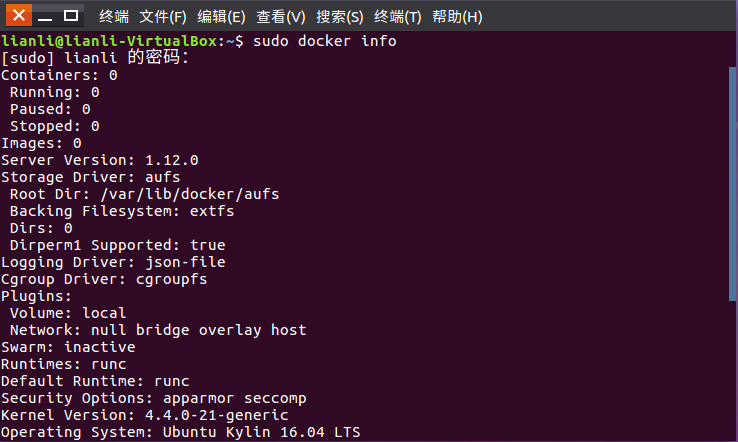 终端 文件(F) 编辑(E) 查看(V) 搜索(S) 终端(T) 帮助(H)
lianli@lianli-VirtualBox:~$ sudo docker info
[sudo] lianli 的密码：
Containers: 0
 Running: 0
 Paused: 0
 Stopped: 0
Images: 0
Server Version: 1.12.0
Storage Driver: aufs
 Root Dir: /var/lib/docker/aufs
 Backing Filesystem: extfs
 Dirs: 0
 Dirperm1 Supported: true
Logging Driver: json-file
Cgroup Driver: cgroupfs
Plugins:
 Volume: local
 Network: null bridge overlay host
Swarm: inactive
Runtimes: runc
Default Runtime: runc
Security Options: apparmor seccomp
Kernel Version: 4.4.0-21-generic
Operating System: Ubuntu Kylin 16.04 LTS